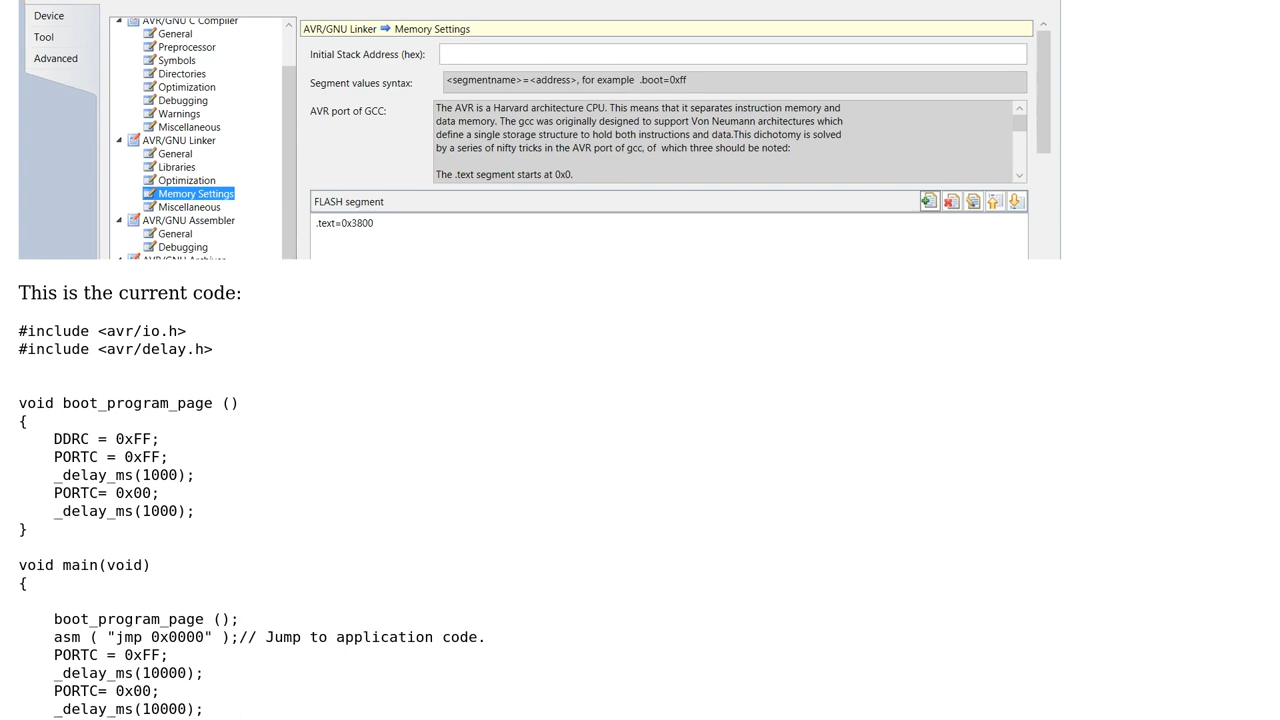 Device
Tool
Advanced
AVR/GNU C Compiler
General
Preprocessor
Symbols
Directories
Optimization
Debugging
Warnings
Miscellaneous
AVR/GNU Linker
General
Libraries
Optimization
Memory Settings
Miscellaneous
AVR/GNU Assembler
General
Debugging
AVR/GNU Archiver
AVR/GNU Linker Memory Settings
Initial Stack Address (hex):
Segment values syntax: <segmentname>=<address>, for example .boot=0xff
AVR port of GCC:
The AVR is a Harvard architecture CPU. This means that it separates instruction memory and
data memory. The gcc was originally designed to support Von Neumann architectures which
define a single storage structure to hold both instructions and data.This dichotomy is solved
by a series of nifty tricks in the AVR port of gcc, of which three should be noted:
The .text segment starts at 0x0.
FLASH segment
.text=0x3800
This is the current code:
#include <avr/io.h>
#include <avr/delay.h>
void boot_program_page ()
{
DDRC = 0xFF;
PORTC = 0xFF;
_delay_ms(1000);
PORTC= 0x00;
_delay_ms(1000);
}
void main(void)
{
boot_program_page ();
asm ( "jmp 0x0000" );// Jump to application code.
PORTC = 0xFF;
_delay_ms(10000);
PORTC= 0x00;
_delay_ms(10000);